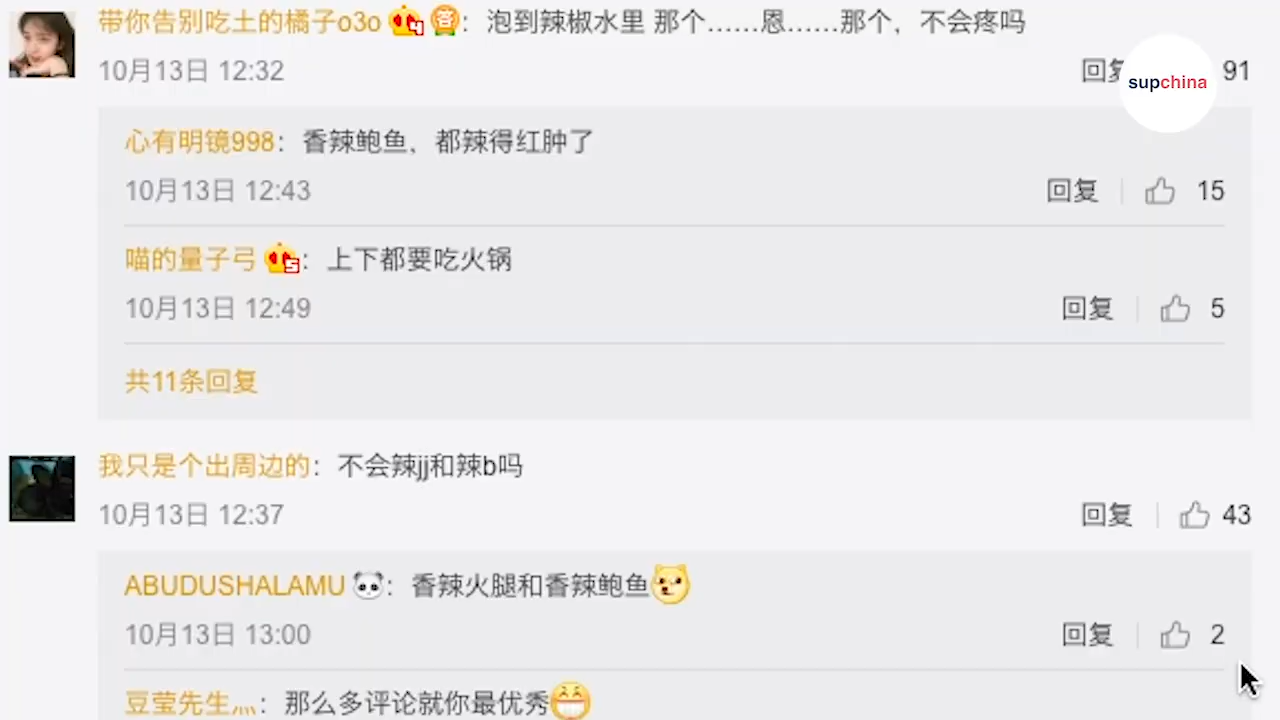 带你告别吃土的橘子o3o 4 答: 泡到辣椒水里 那个……恩……那个，不会疼吗
10月13日 12:32 回复 91
supchina
心有明镜998: 香辣鲍鱼，都辣得红肿了
10月13日 12:43 回复 15
喵的量子弓 5: 上下都要吃火锅
10月13日 12:49 回复 5
共11条回复
我只是个出周边的: 不会辣jj和辣b吗
10月13日 12:37 回复 43
ABUDUSHALAMU: 香辣火腿和香辣鲍鱼
10月13日 13:00 回复 2
豆莹先生灬: 那么多评论就你最优秀